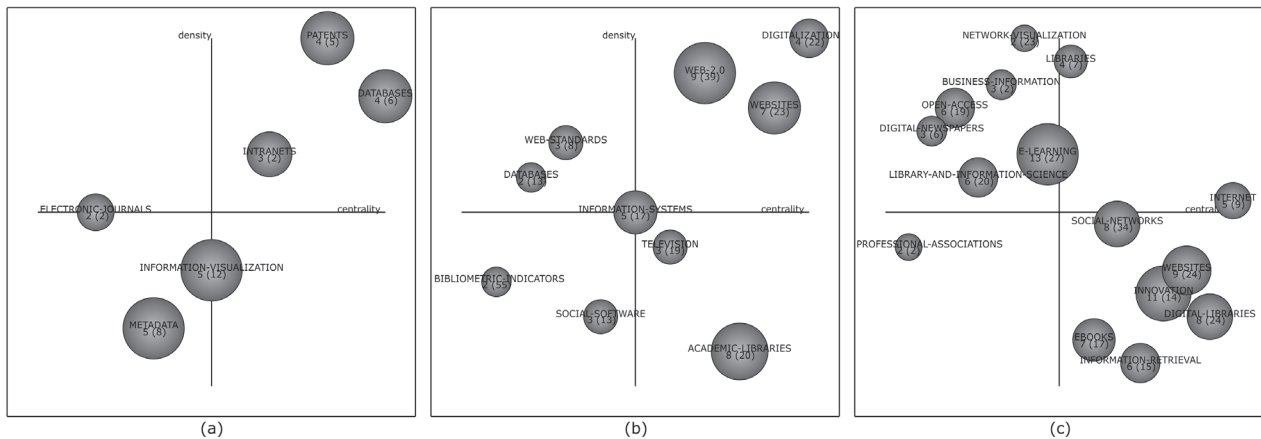 density
PATENTS
4 (5)
DATABASES
4 (6)
INTRANETS
3 (2)
ELECTRONIC-JOURNALS
2 (2)
centrality
INFORMATION-VISUALIZATION
5 (12)
METADATA
5 (8)
(a)
density
DIGITALIZATION
4 (22)
WEB-2.0
9 (39)
WEBSITES
7 (23)
WEB-STANDARDS
3 (8)
DATABASES
2 (13)
INFORMATION-SYSTEMS
5 (17)
centrality
TELEVISION
3 (19)
BIBLIOMETRIC-INDICATORS
2 (55)
SOCIAL-SOFTWARE
3 (13)
ACADEMIC-LIBRARIES
8 (20)
(b)
NETWORK-VISUALIZATION
2 (23)
LIBRARIES
4 (7)
BUSINESS-INFORMATION
3 (2)
OPEN-ACCESS
6 (19)
DIGITAL-NEWSPAPERS
3 (6)
E-LEARNING
13 (27)
LIBRARY-AND-INFORMATION-SCIENCE
6 (20)
INTERNET
5 (9)
SOCIAL-NETWORKS
8 (34)
PROFESSIONAL-ASSOCIATIONS
2 (2)
WEBSITES
9 (24)
INNOVATION
11 (14)
DIGITAL-LIBRARIES
8 (24)
EBOOKS
7 (17)
INFORMATION-RETRIEVAL
6 (15)
(c)